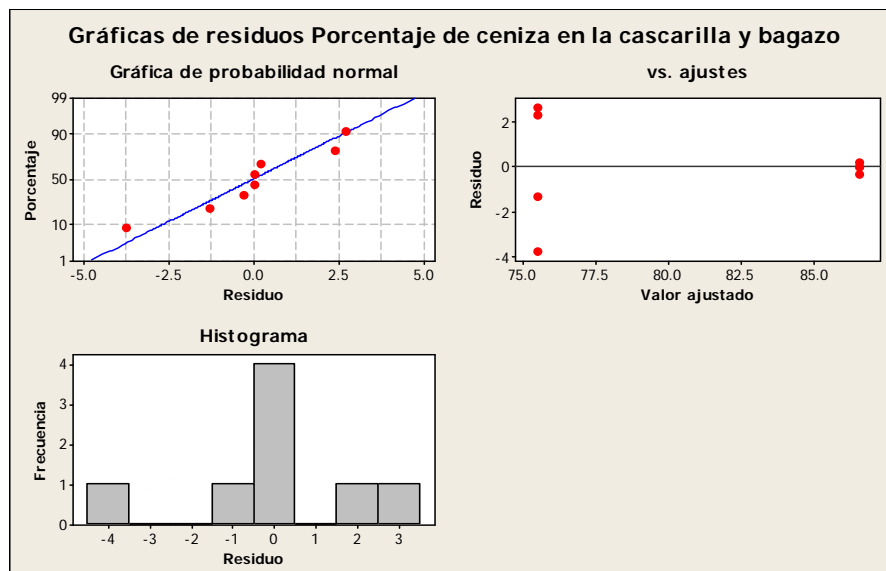 Gráficas de residuos Porcentaje de ceniza en la cascarilla y bagazo
Gráfica de probabilidad normal
99
90
50
10
1
Porcentaje
-5.0 -2.5 0.0 2.5 5.0
Residuo
vs. ajustes
2
0
-2
-4
Residuo
75.0 77.5 80.0 82.5 85.0
Valor ajustado
Histograma
4
3
2
1
0
Frecuencia
-4 -3 -2 -1 0 1 2 3
Residuo